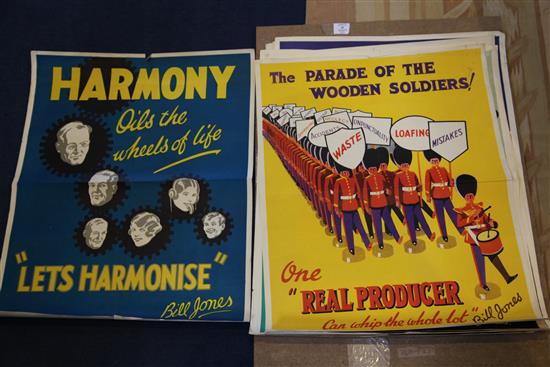 HARMONY
Oils the
wheels of life
"LETS HARMONISE"
Bill Jones
The PARADE OF THE
WOODEN SOLDIERS!
ACCIDENTS
UNPUNCTUALITY
WASTE
LOAFING
MISTAKES
One
"REAL PRODUCER
Can whip the whole lot"
Bill Jones